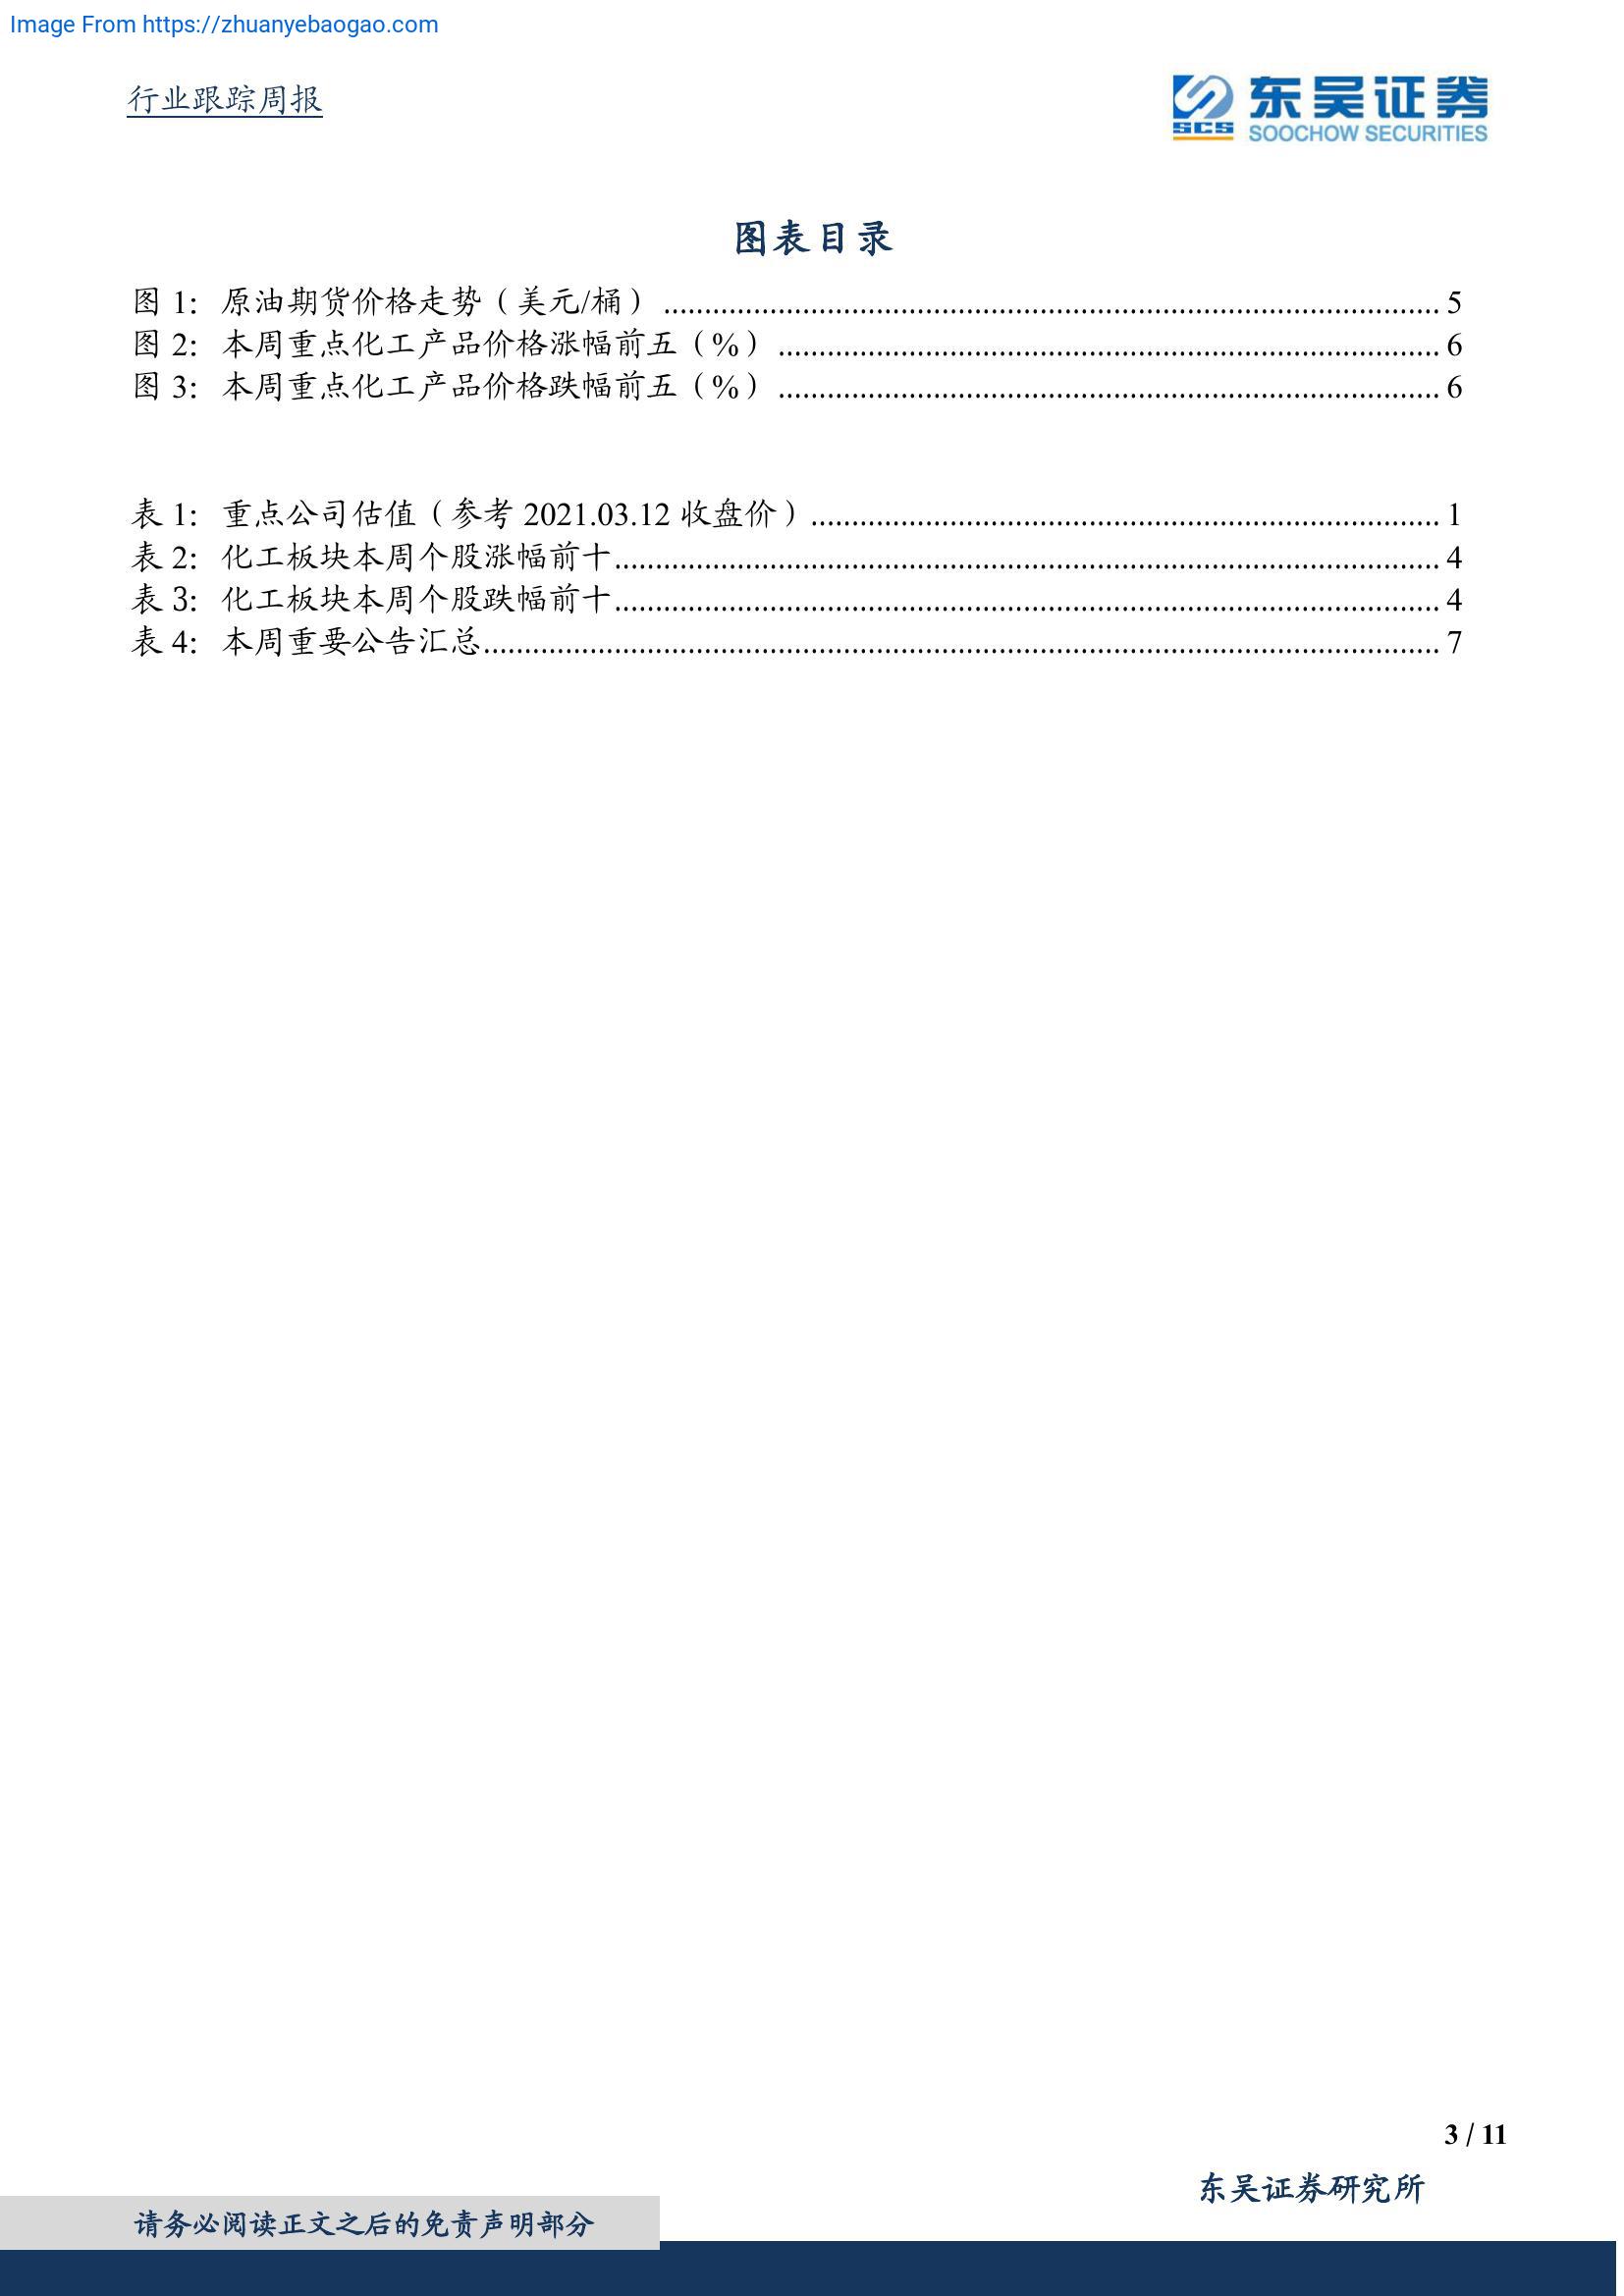 Image From https://zhuanyebaogao.com
行业跟踪周报
东吴证券
SCS
SOOCHOW SECURITIES
图表目录
图 1: 原油期货价格走势（美元/桶） ........................................ 5
图 2: 本周重点化工产品价格涨幅前五（%） ........................................ 6
图 3: 本周重点化工产品价格跌幅前五（%） ........................................ 6
表 1: 重点公司估值（参考 2021.03.12 收盘价） ........................................ 1
表 2: 化工板块本周个股涨幅前十 ........................................ 4
表 3: 化工板块本周个股跌幅前十 ........................................ 4
表 4: 本周重要公告汇总 ........................................ 7
3 / 11
东吴证券研究所
请务必阅读正文之后的免责声明部分